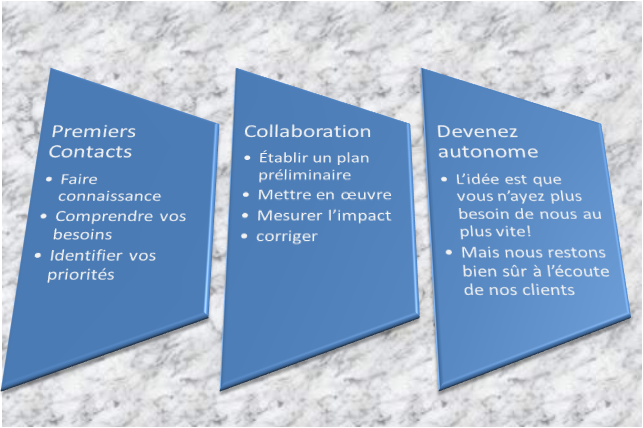 Premiers
Contacts
• Faire
connaissance
• Comprendre vos
besoins
• Identifier vos
priorités
Collaboration
• Établir un plan
préliminaire
• Mettre en œuvre
• Mesurer l’impact
• corriger
Devenez
autonome
• L’idée est que
vous n’ayez plus
besoin de nous au
plus vite!
• Mais nous restons
bien sûr à l’écoute
de nos clients